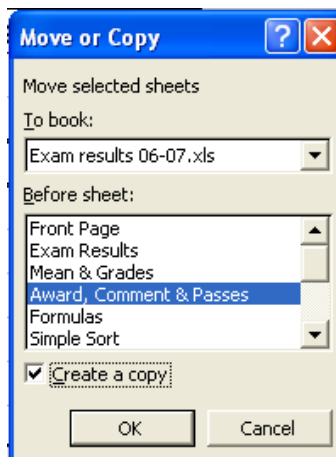 Move or Copy
Move selected sheets
To book:
Exam results 06-07.xls
Before sheet:
Front Page
Exam Results
Mean & Grades
Award, Comment & Passes
Formulas
Simple Sort
Create a copy
OK Cancel